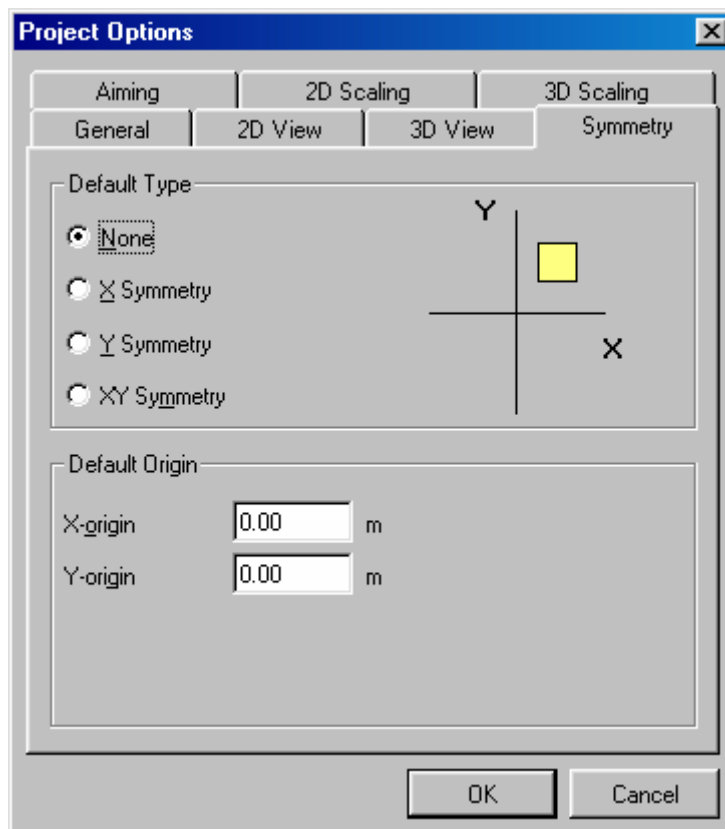 Project Options
Aiming 2D Scaling 3D Scaling
General 2D View 3D View Symmetry
Default Type
None
X Symmetry
Y Symmetry
XY Symmetry
Y
X
Default Origin
X-origin 0.00 m
Y-origin 0.00 m
OK Cancel